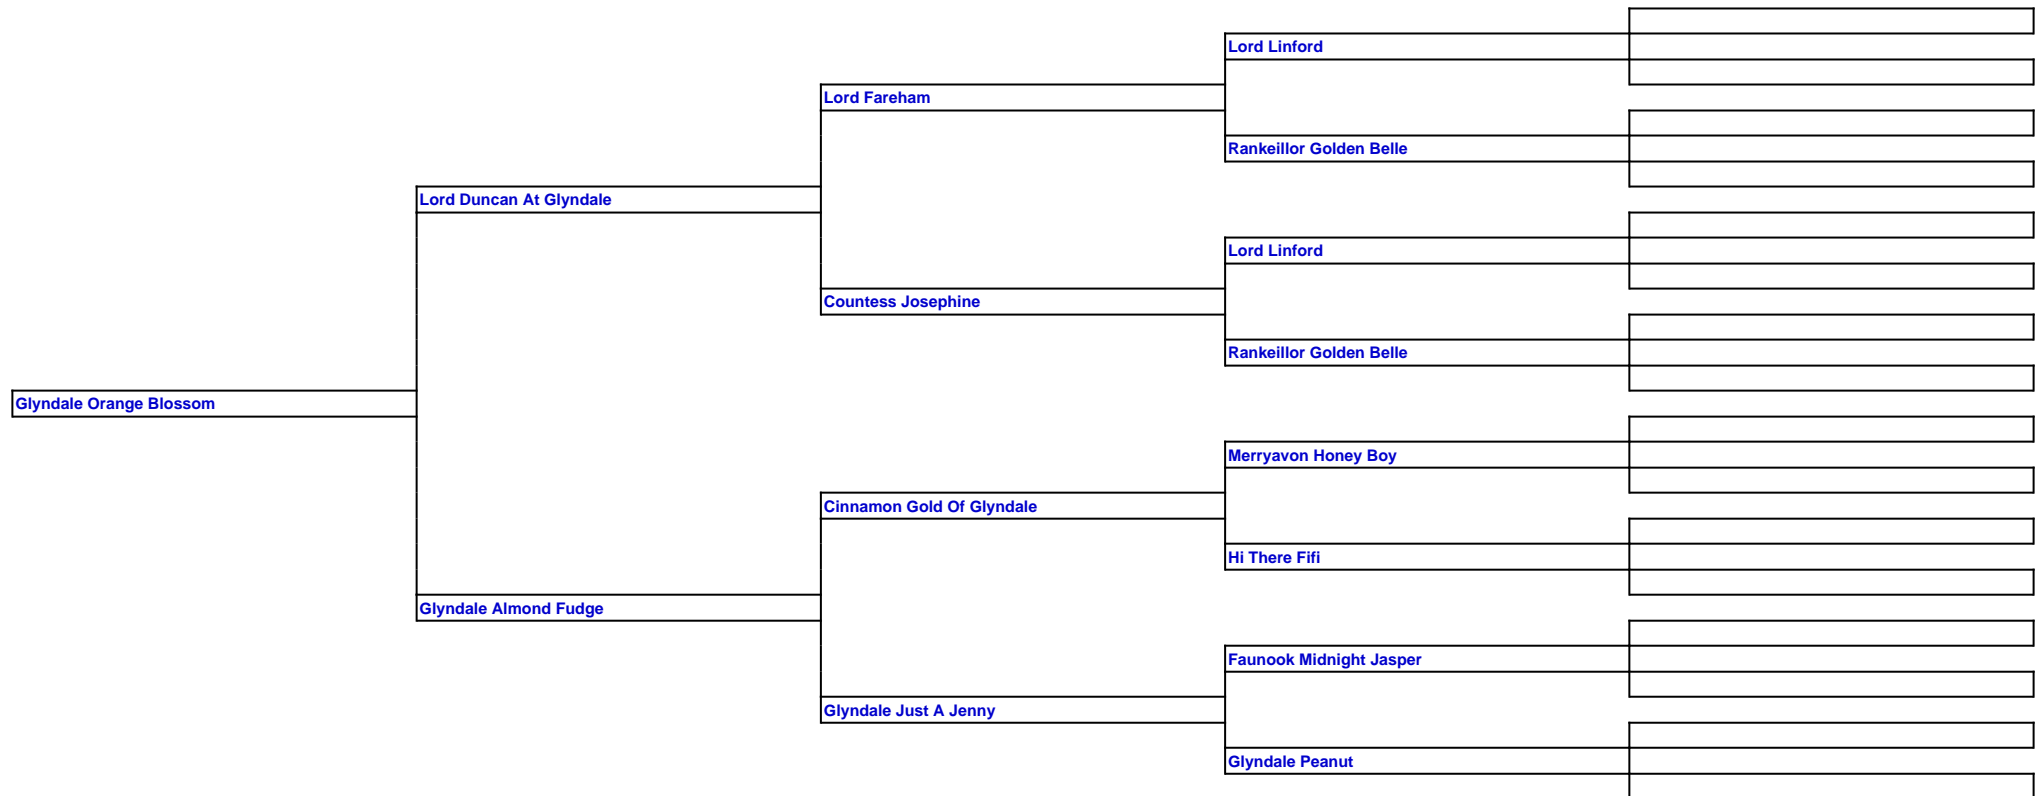 Lord Linford
Lord Fareham
Rankeillor Golden Belle
Lord Duncan At Glyndale
Lord Linford
Countess Josephine
Rankeillor Golden Belle
Glyndale Orange Blossom
Merryavon Honey Boy
Cinnamon Gold Of Glyndale
Hi There Fifi
Glyndale Almond Fudge
Faunook Midnight Jasper
Glyndale Just A Jenny
Glyndale Peanut